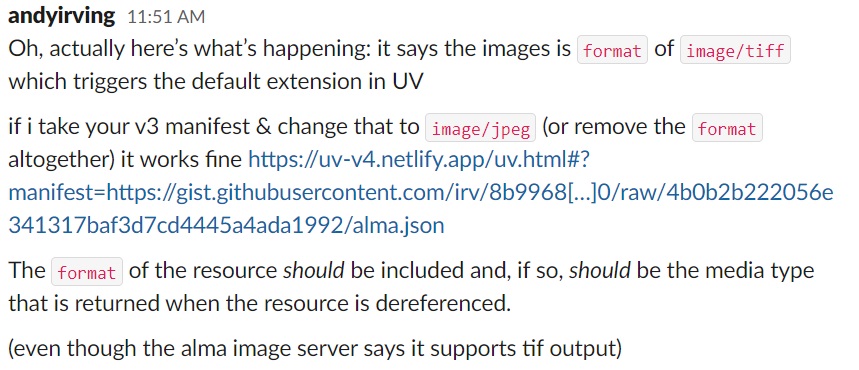 andyirving 11:51 AM
Oh, actually here's what's happening: it says the images is format of image/tiff
which triggers the default extension in UV
if i take your v3 manifest & change that to image/jpeg (or remove the format
altogether) it works fine https://uv-v4.netlify.app/uv.html#?
manifest=https://gist.githubusercontent.com/irv/8b9968[...]0/raw/4b0b2b222056e
341317baf3d7cd4445a4ada1992/alma.json
The format of the resource should be included and, if so, should be the media type
that is returned when the resource is dereferenced.
(even though the alma image server says it supports tif output)